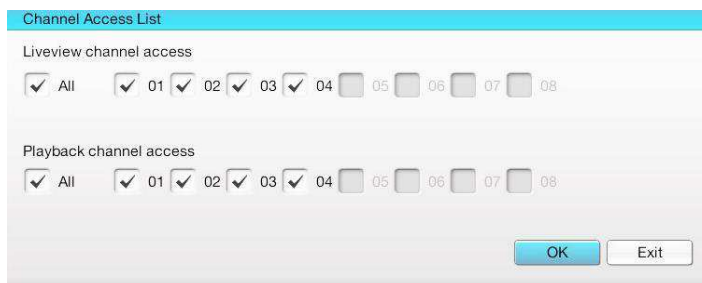 Channel Access List
Liveview channel access
All 01 02 03 04 05 06 07 08
Playback channel access
All 01 02 03 04 05 06 07 08
OK Exit